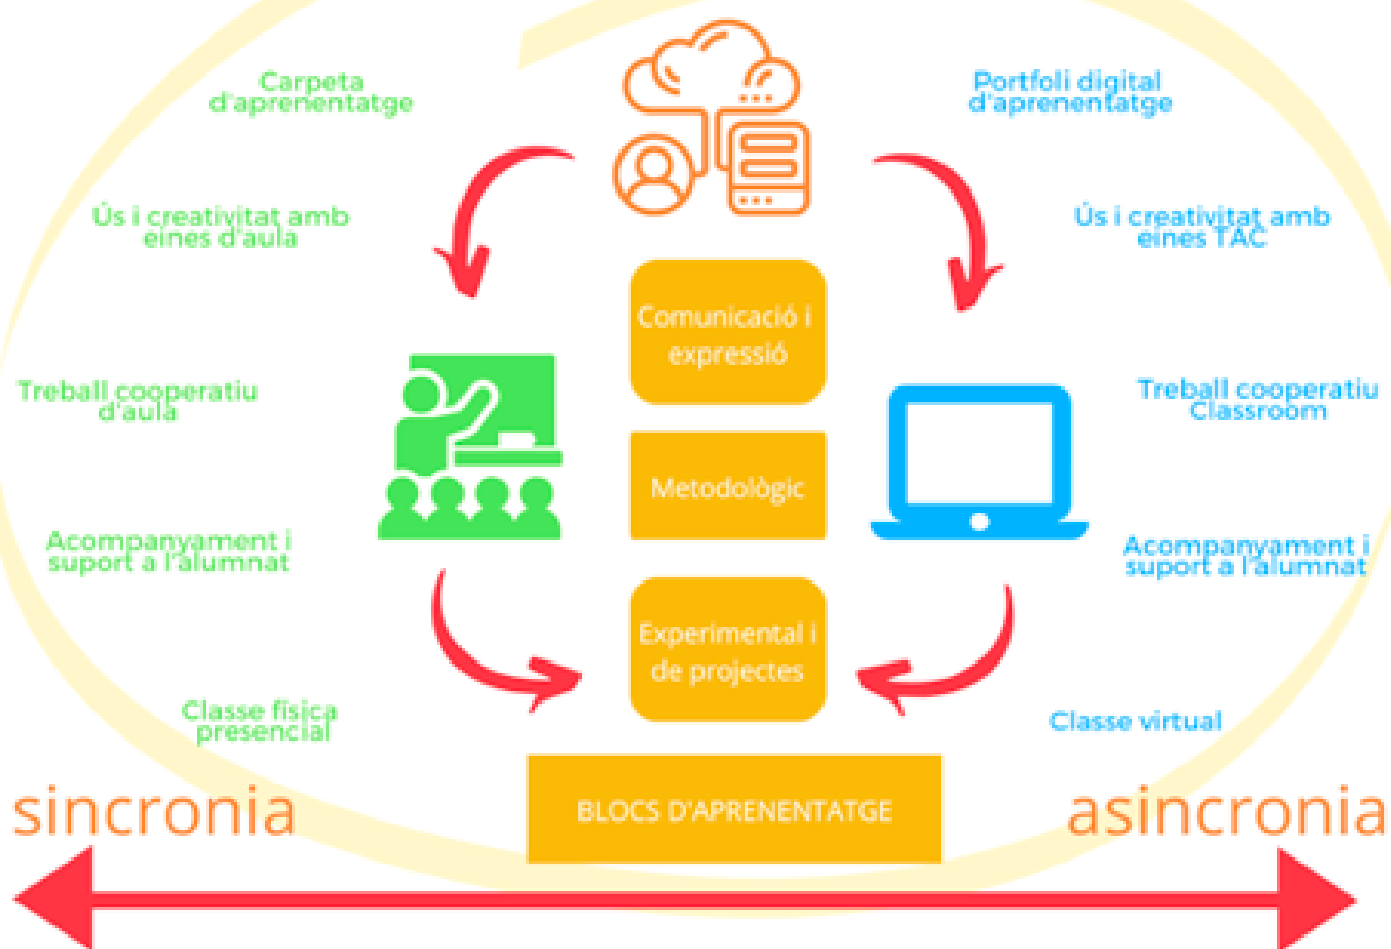 Carpeta
d'aprenentatge
Ús i creativitat amb
eines d'aula
Treball cooperatiu
d'aula
Acompanyament i
suport a l'alumnat
Classe física
presencial
Comunicació i
expressió
Metodològic
Experimental i
de projectes
BLOCS D'APRENENTATGE
Portfoli digital
d'aprenentatge
Ús i creativitat amb
eines TAC
Treball cooperatiu
Classroom
Acompanyament i
suport a l'alumnat
Classe virtual
sincronia
asincronia